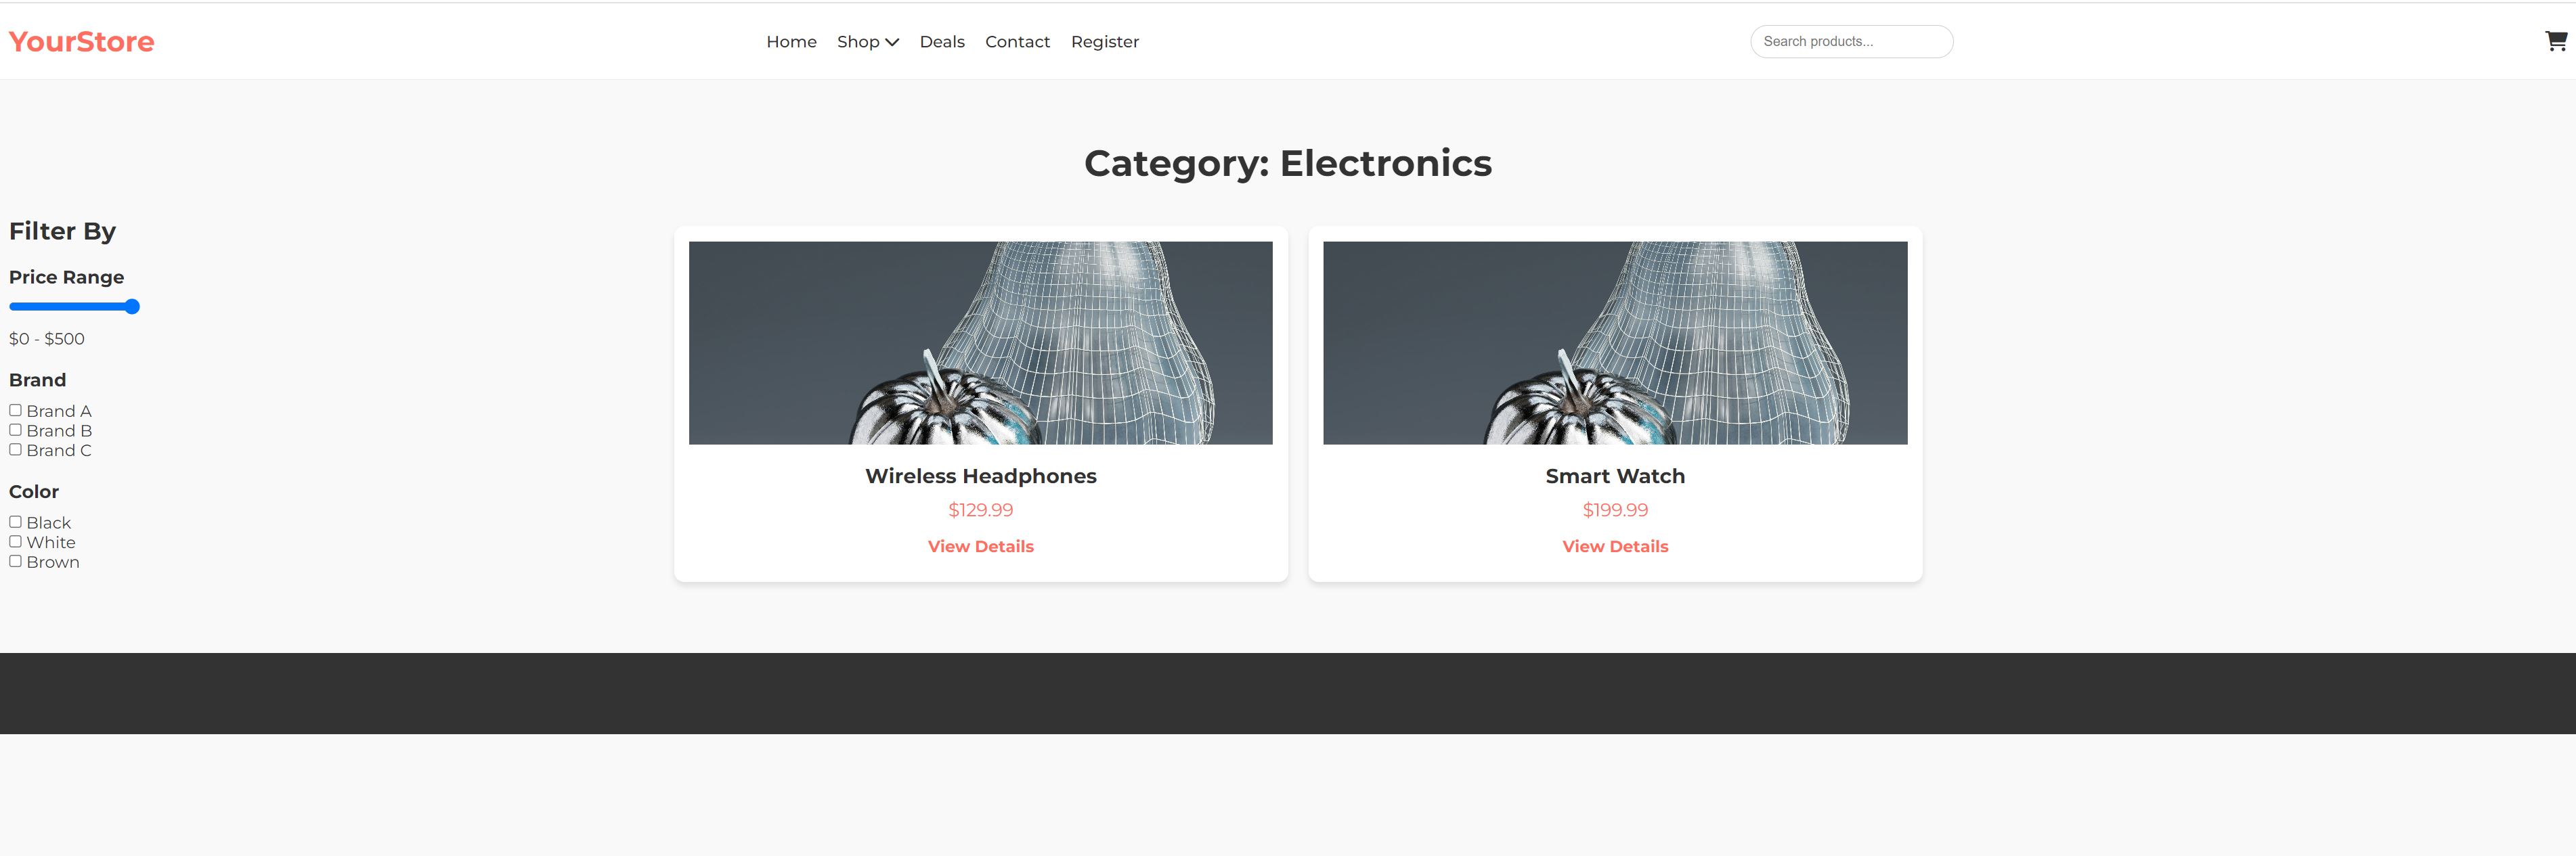 YourStore
Home Shop Deals Contact Register
Search products...
Category: Electronics
Filter By
Price Range
$0 - $500
Brand
Brand A
Brand B
Brand C
Color
Black
White
Brown
Wireless Headphones
$129.99
View Details
Smart Watch
$199.99
View Details